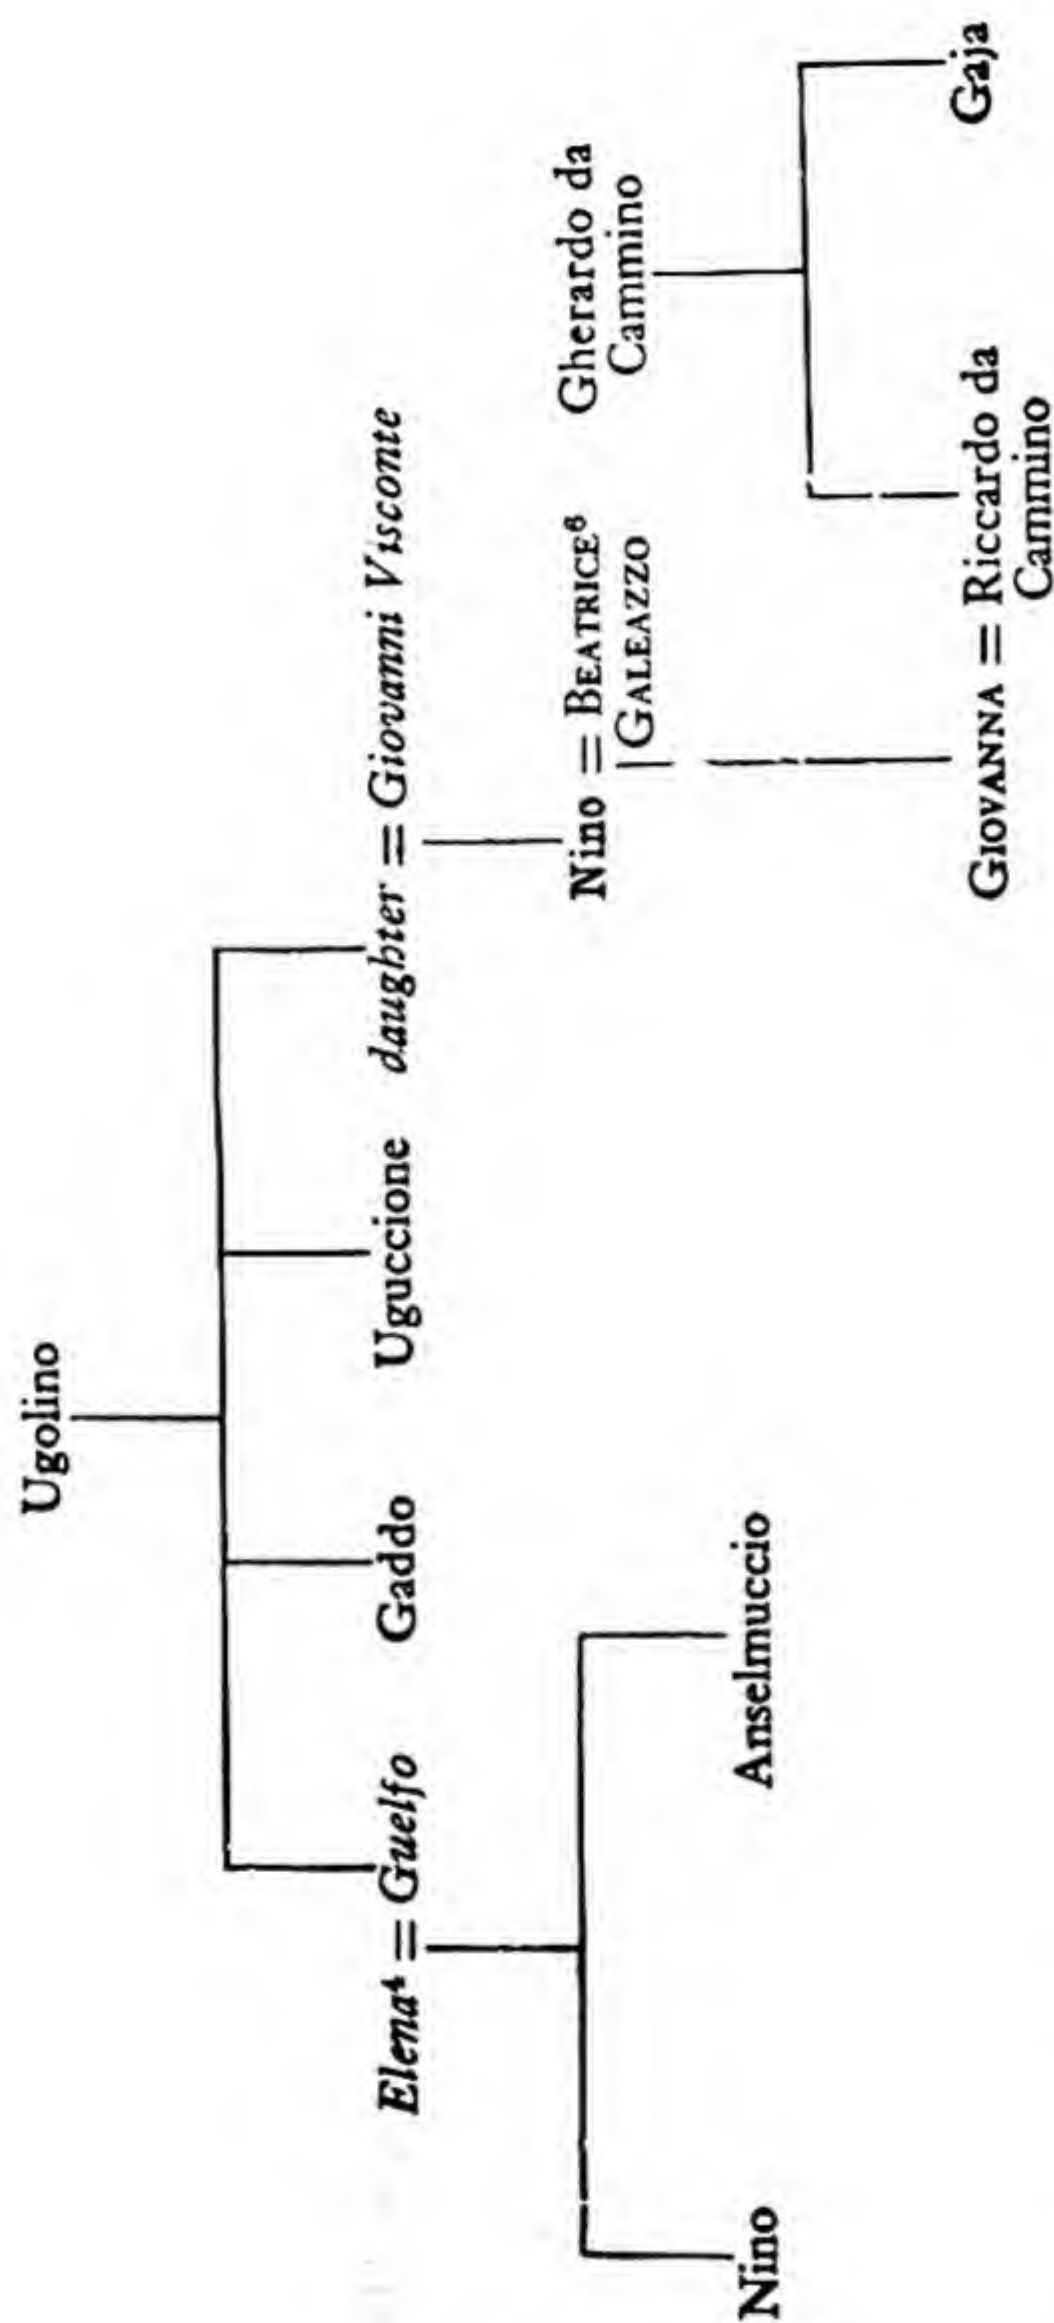 Ugolino
Elena⁴ = Guelfo Gaddo Uguccione daughter = Giovanni Visconte
Nino = BEATRICE⁶ Gherardo da
GALEAZZO Cammino
Nino Anselmuccio
GIOVANNA = Riccardo da Gaja
Cammino